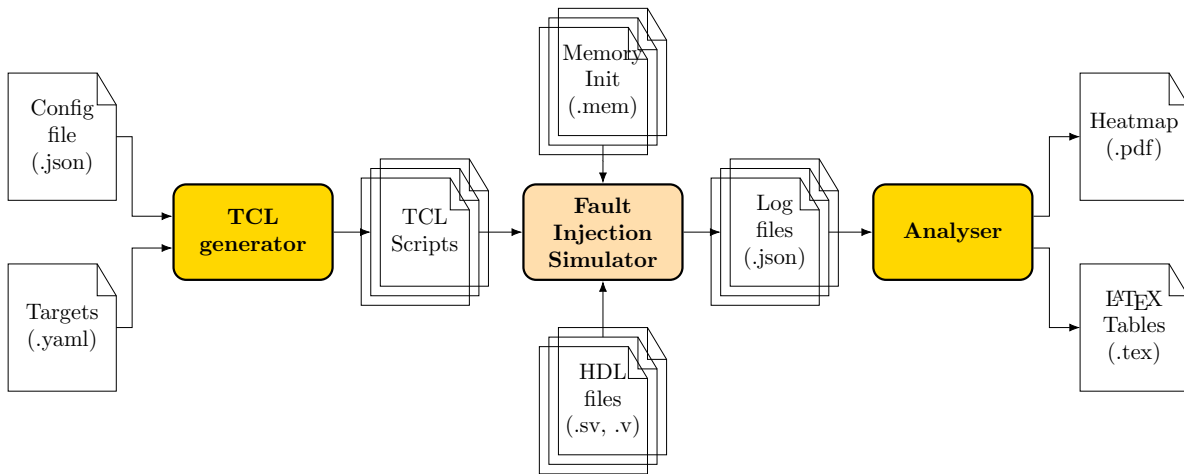 Config
file
(.json)
Targets
(.yaml)
TCL
generator
TCL
Scripts
Memory
Init
(.mem)
Fault
Injection
Simulator
HDL
files
(.sv, .v)
Log
files
(.json)
Analyser
Heatmap
(.pdf)
LATEX
Tables
(.tex)